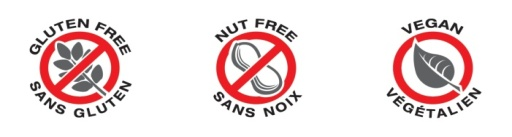 GLUTEN FREE
SANS GLUTEN
NUT FREE
SANS NOIX
VEGAN
VÉGÉTALIEN